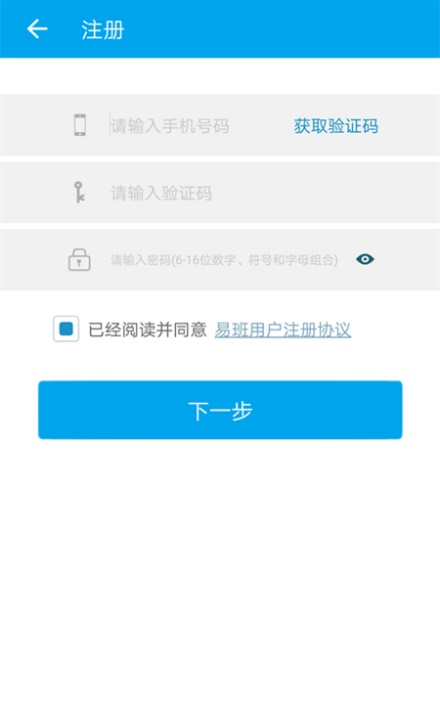 注册
请输入手机号码 获取验证码
请输入验证码
请输入密码(6-16位数字、符号和字母组合)
已经阅读并同意 易班用户注册协议
下一步